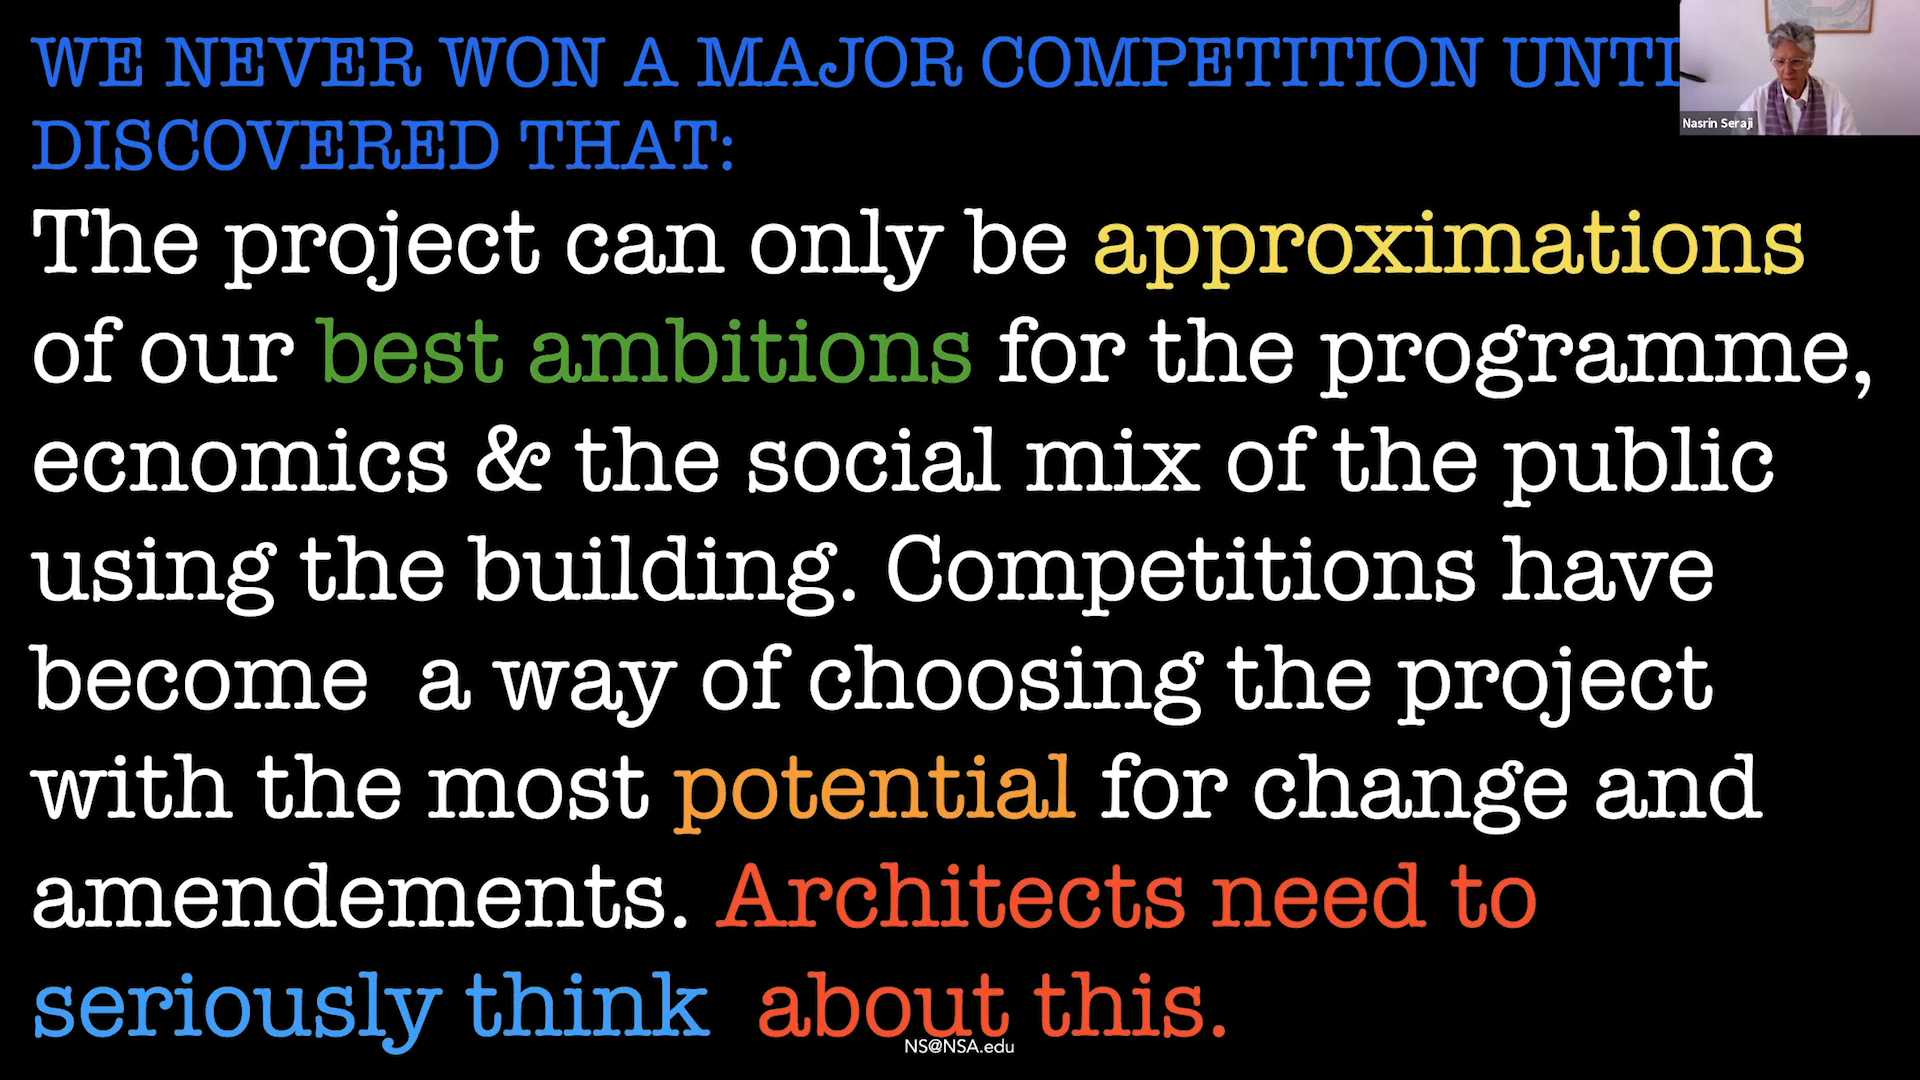 WE NEVER WON A MAJOR COMPETITION
DISCOVERED THAT:
The project can only be approximations
of our best ambitions for the programme,
ecnomics & the social mix of the public
using the building. Competitions have
become a way of choosing the project
with the most potential for change and
amendements. Architects need to
seriously think about this.
NS@NSA.edu
Nasrin Seraji